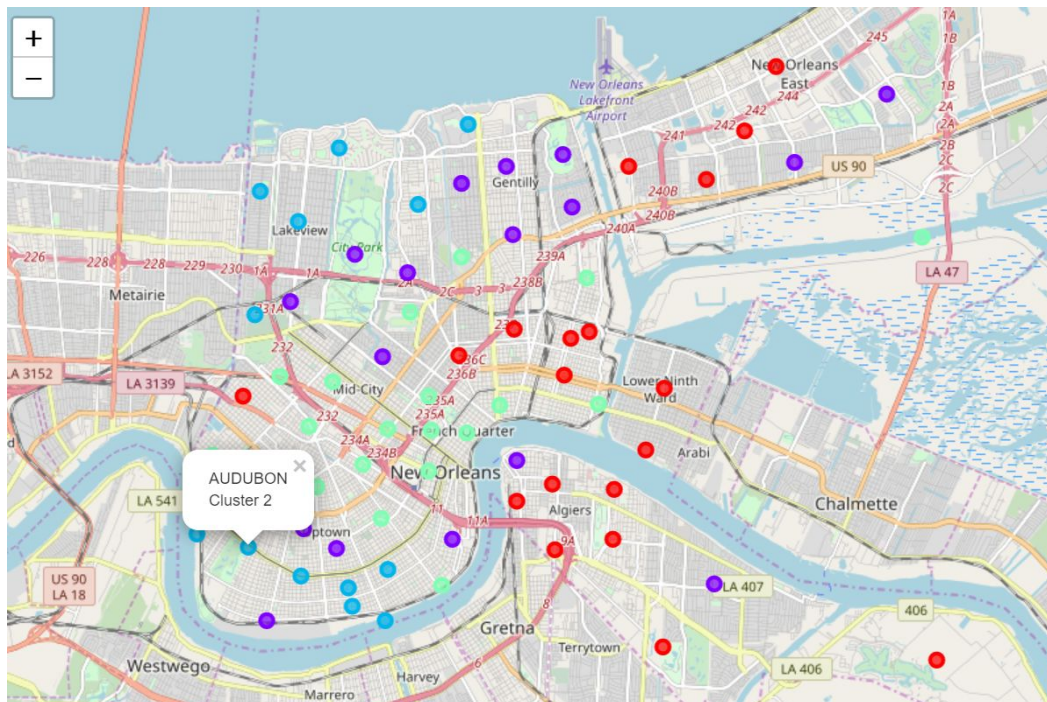 +
−
245
1A
1B
New Orleans
East
244
242
242
241
1B
2A
2A
2B
2C
2C
New Orleans
Lakefront
Airport
US 90
240B
240B
240A
239A
238B
Gentilly
Lakeview
City Park
226
228
228
229
230
1A
1A
2A
2C
3
3
Metairie
231A
232
LA 47
LA 3152
LA 3139
236C
236B
Mid-City
235A
235A
232
234A
234B
French Quarter
Lower Ninth
Ward
Arabi
New Orleans
AUDUBON
Cluster 2
×
LA 541
11
11A
Algiers
Chalmette
9A
US 90
LA 18
8
LA 407
406
Gretna
Terrytown
Westwego
6
Harvey
LA 406
Marrero